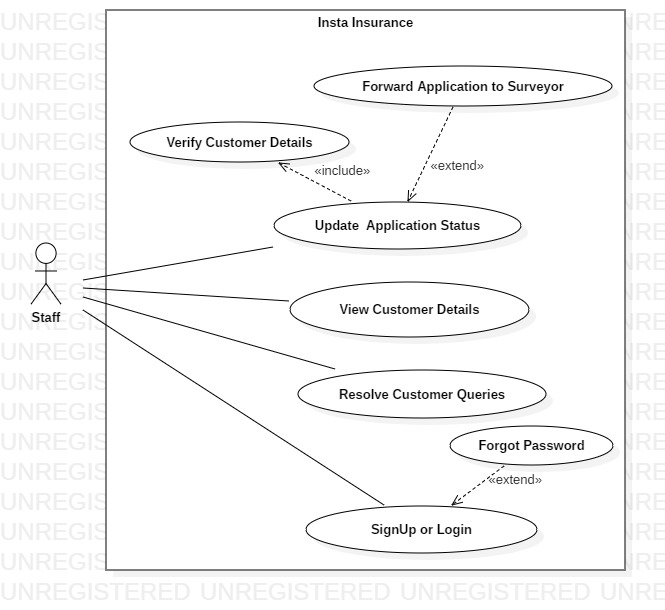 Insta Insurance
Forward Application to Surveyor
Verify Customer Details
«include»
«extend»
Update  Application Status
View Customer Details
Staff
Resolve Customer Queries
Forgot Password
«extend»
SignUp or Login
UNREGISTERED UNREGISTERED UNREGISTERED UNREGIS